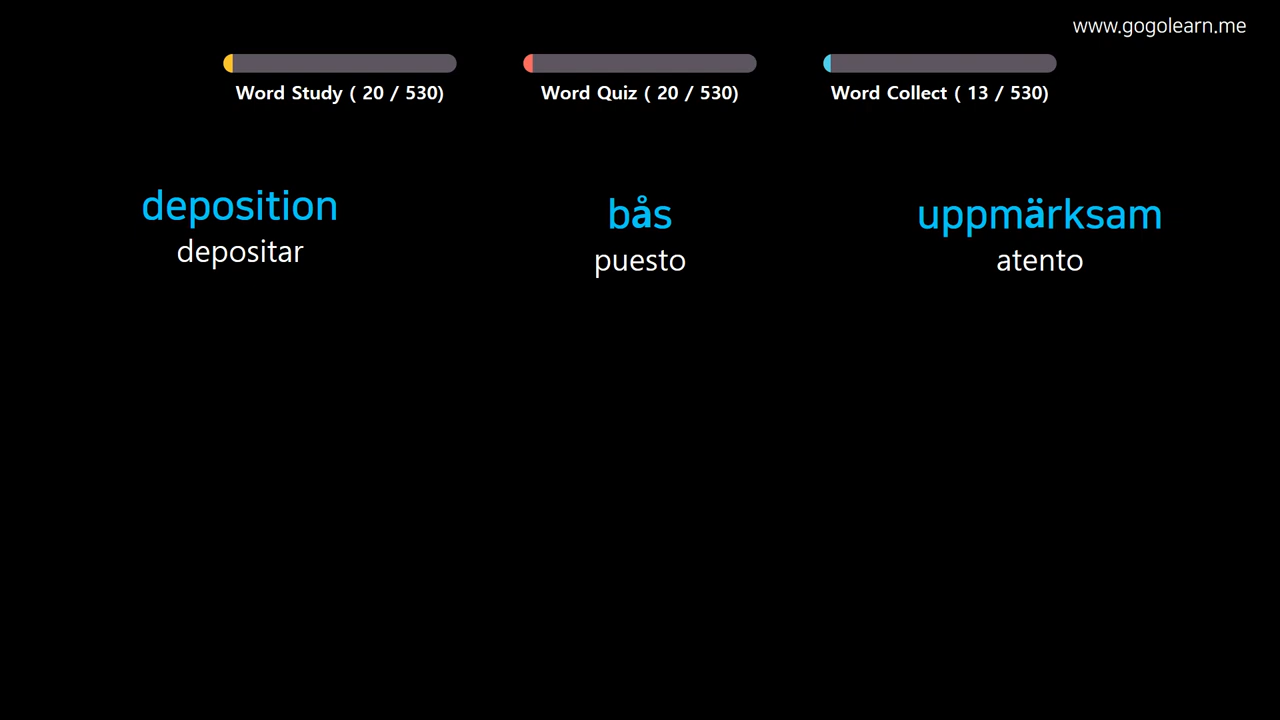 www.gogolearn.me
Word Study ( 20 / 530)
Word Quiz ( 20 / 530)
Word Collect ( 13 / 530)
deposition
depositar
bås
puesto
uppmärksam
atento